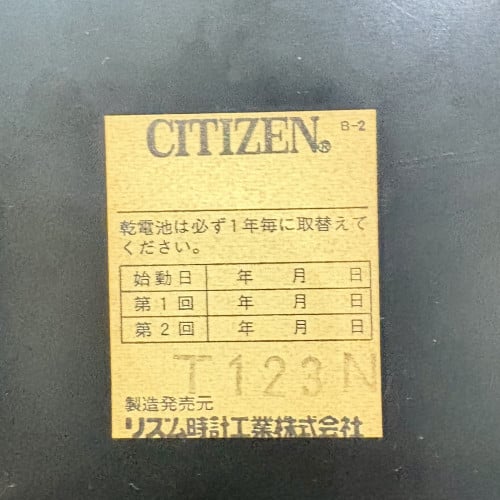 CITIZEN® B-2
乾電池は必ず1年毎に取替えて
ください。
始動日 年 月 日
第1回 年 月 日
第2回 年 月 日
T123N
製造発売元
リズム時計工業株式会社